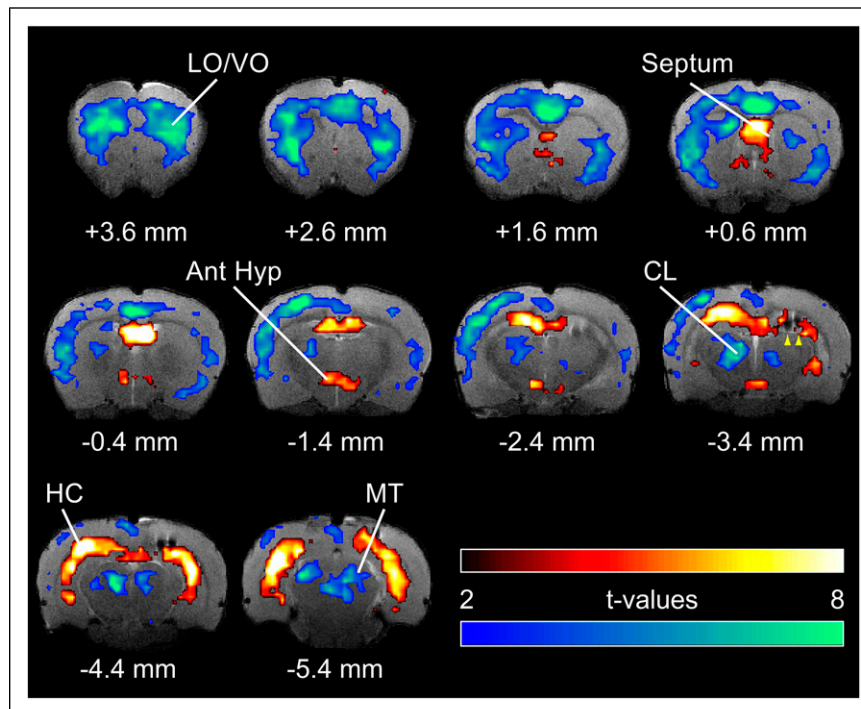 LO/VO
Septum
+3.6 mm
+2.6 mm
+1.6 mm
+0.6 mm
Ant Hyp
CL
-0.4 mm
-1.4 mm
-2.4 mm
-3.4 mm
HC
MT
2
t-values
8
-4.4 mm
-5.4 mm